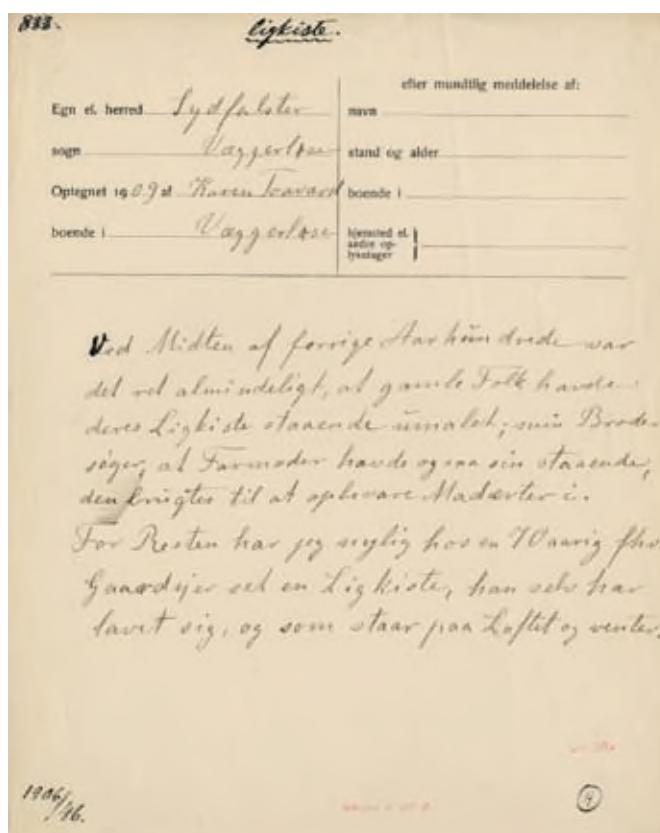 833.
Ligkiste.
efter mundtlig meddelelse af:
Egn el. herred Sydfalster
navn
sogn Væggerløse
stand og alder
Optegnet 1909 af Karen Toxværd
boende i
boende i Væggerløse
hjemsted el. andre oplysninger
Ved Midten af forrige Aarhundrede var
det ret almindeligt, at gamle Folk havde
deres Ligkiste staaende umalet; min Broder
siger, at Farmoder havde ogsaa sin staaende,
den brugtes til at opbevare Madærter i.
For Resten har jeg nylig hos en 70aarig fhv
Gaardejer set en Ligkiste, han selv har
lavet sig, og som staar paa Loftet og venter.
1906/46.